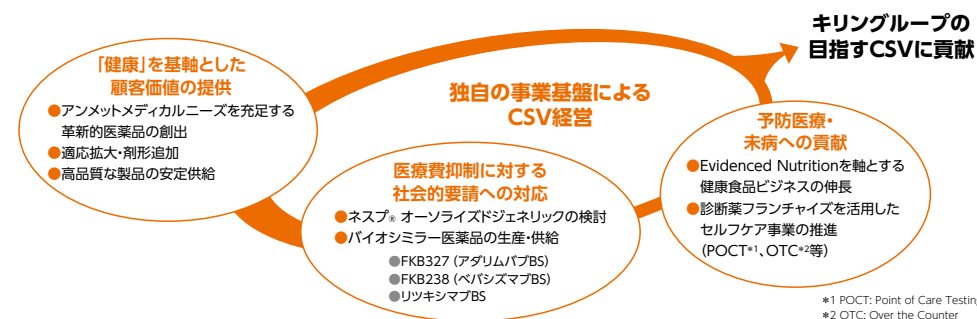 キリングループの
目指すCSVに貢献
「健康」を基軸とした
顧客価値の提供
●アンメットメディカルニーズを充足する
革新的医薬品の創出
●適応拡大・剤形追加
●高品質な製品の安定供給
独自の事業基盤による
CSV経営
医療費抑制に対する
社会的要請への対応
●ネスプ® オーソライズドジェネリックの検討
●バイオシミラー医薬品の生産・供給
●FKB327（アダリムバブBS）
●FKB238（ベバシズマブBS）
●リツキシマブBS
予防医療・
未病への貢献
●Evidenced Nutritionを軸とする
健康食品ビジネスの伸長
●診断薬フランチャイズを活用した
セルフケア事業の推進
（POCT*1、OTC*2等）
*1 POCT: Point of Care Testing
*2 OTC: Over the Counter